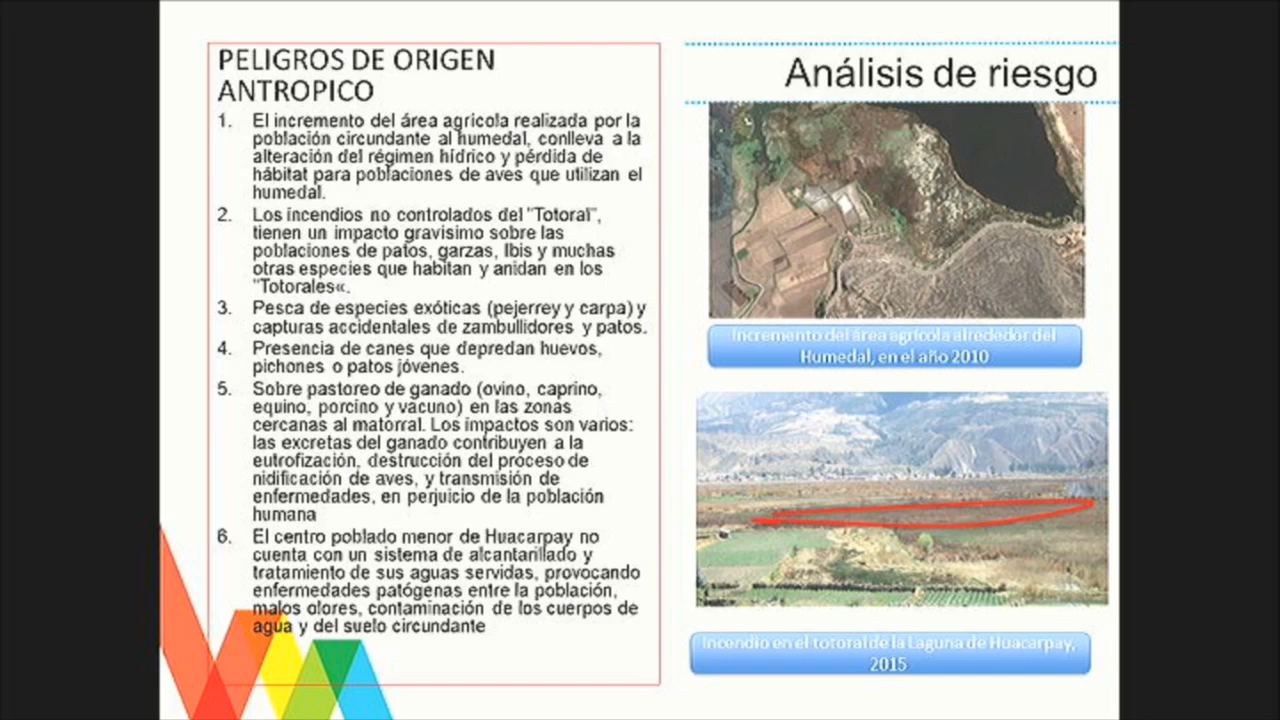 PELIGROS DE ORIGEN
ANTROPICO
1. El incremento del área agrícola realizada por la
población circundante al humedal, conlleva a la
alteración del régimen hídrico y pérdida de
hábitat para poblaciones de aves que utilizan el
humedal.
2. Los incendios no controlados del "Totoral",
tienen un impacto gravísimo sobre las
poblaciones de patos, garzas, Ibis y muchas
otras especies que habitan y anidan en los
"Totorales«.
3. Pesca de especies exóticas (pejerrey y carpa) y
capturas accidentales de zambullidores y patos.
4. Presencia de canes que depredan huevos,
pichones o patos jóvenes.
5. Sobre pastoreo de ganado (ovino, caprino,
equino, porcino y vacuno) en las zonas
cercanas al matorral. Los impactos son varios:
las excretas del ganado contribuyen a la
eutrofización, destrucción del proceso de
nidificación de aves, y transmisión de
enfermedades, en perjuicio de la población
humana
6. El centro poblado menor de Huacarpay no
cuenta con un sistema de alcantarillado y
tratamiento de sus aguas servidas, provocando
enfermedades patógenas entre la población,
malos olores, contaminación de los cuerpos de
agua y del suelo circundante
Análisis de riesgo
Incremento del área agrícola alrededor del
Humedal, en el año 2010
Incendio en el totoral de la Laguna de Huacarpay,
2015